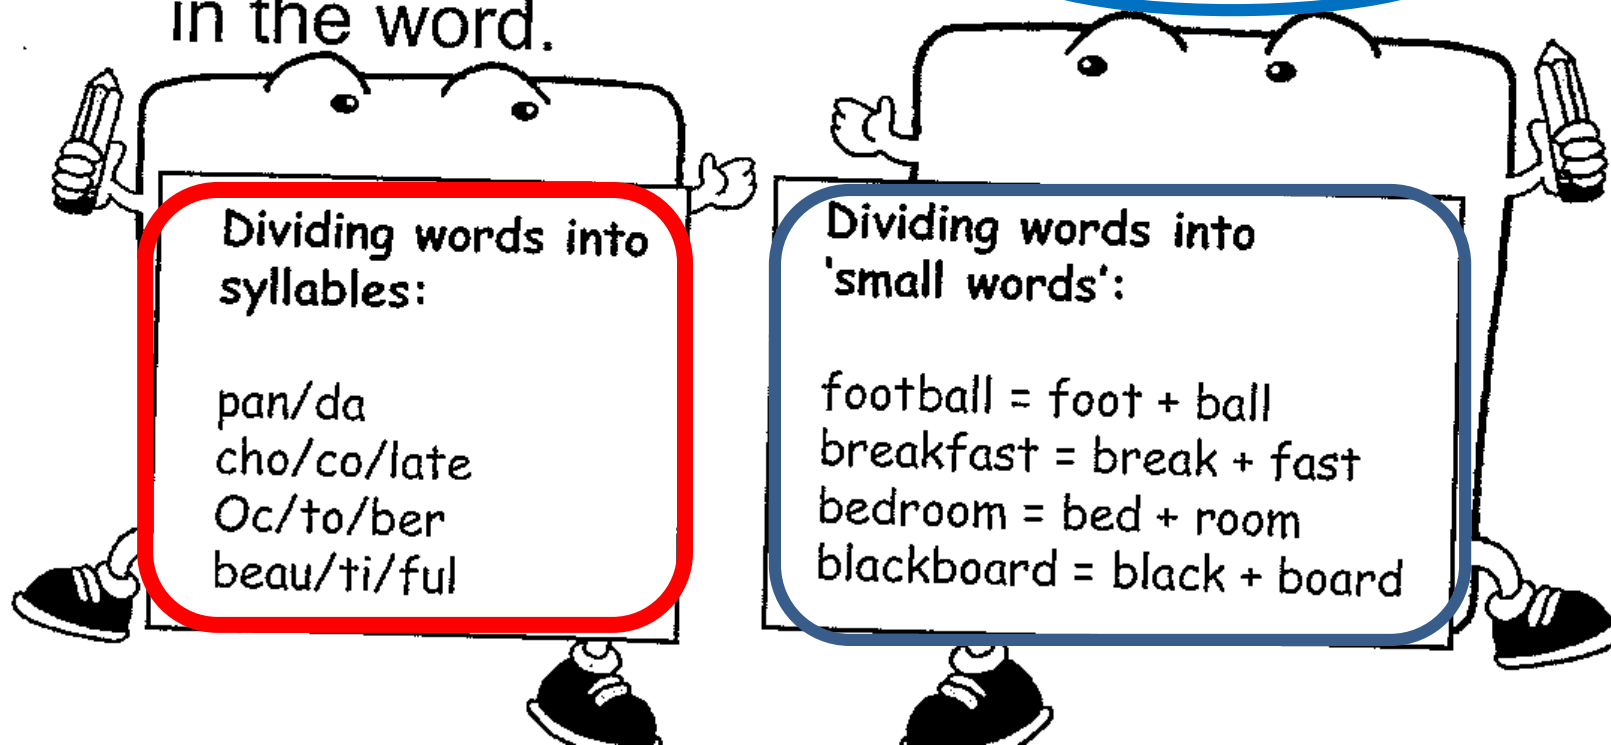 in the word.
Dividing words into
syllables:
pan/da
cho/co/late
Oc/to/ber
beau/ti/ful
Dividing words into
'small words':
football = foot + ball
breakfast = break + fast
bedroom = bed + room
blackboard = black + board